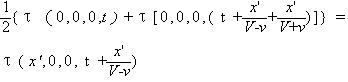 1/2{ τ ( 0,0,0,t ) + τ [ 0,0,0,( t + x'/V-v + x'/V+v ) ] } =
τ ( x',0,0, t + x'/V-v )